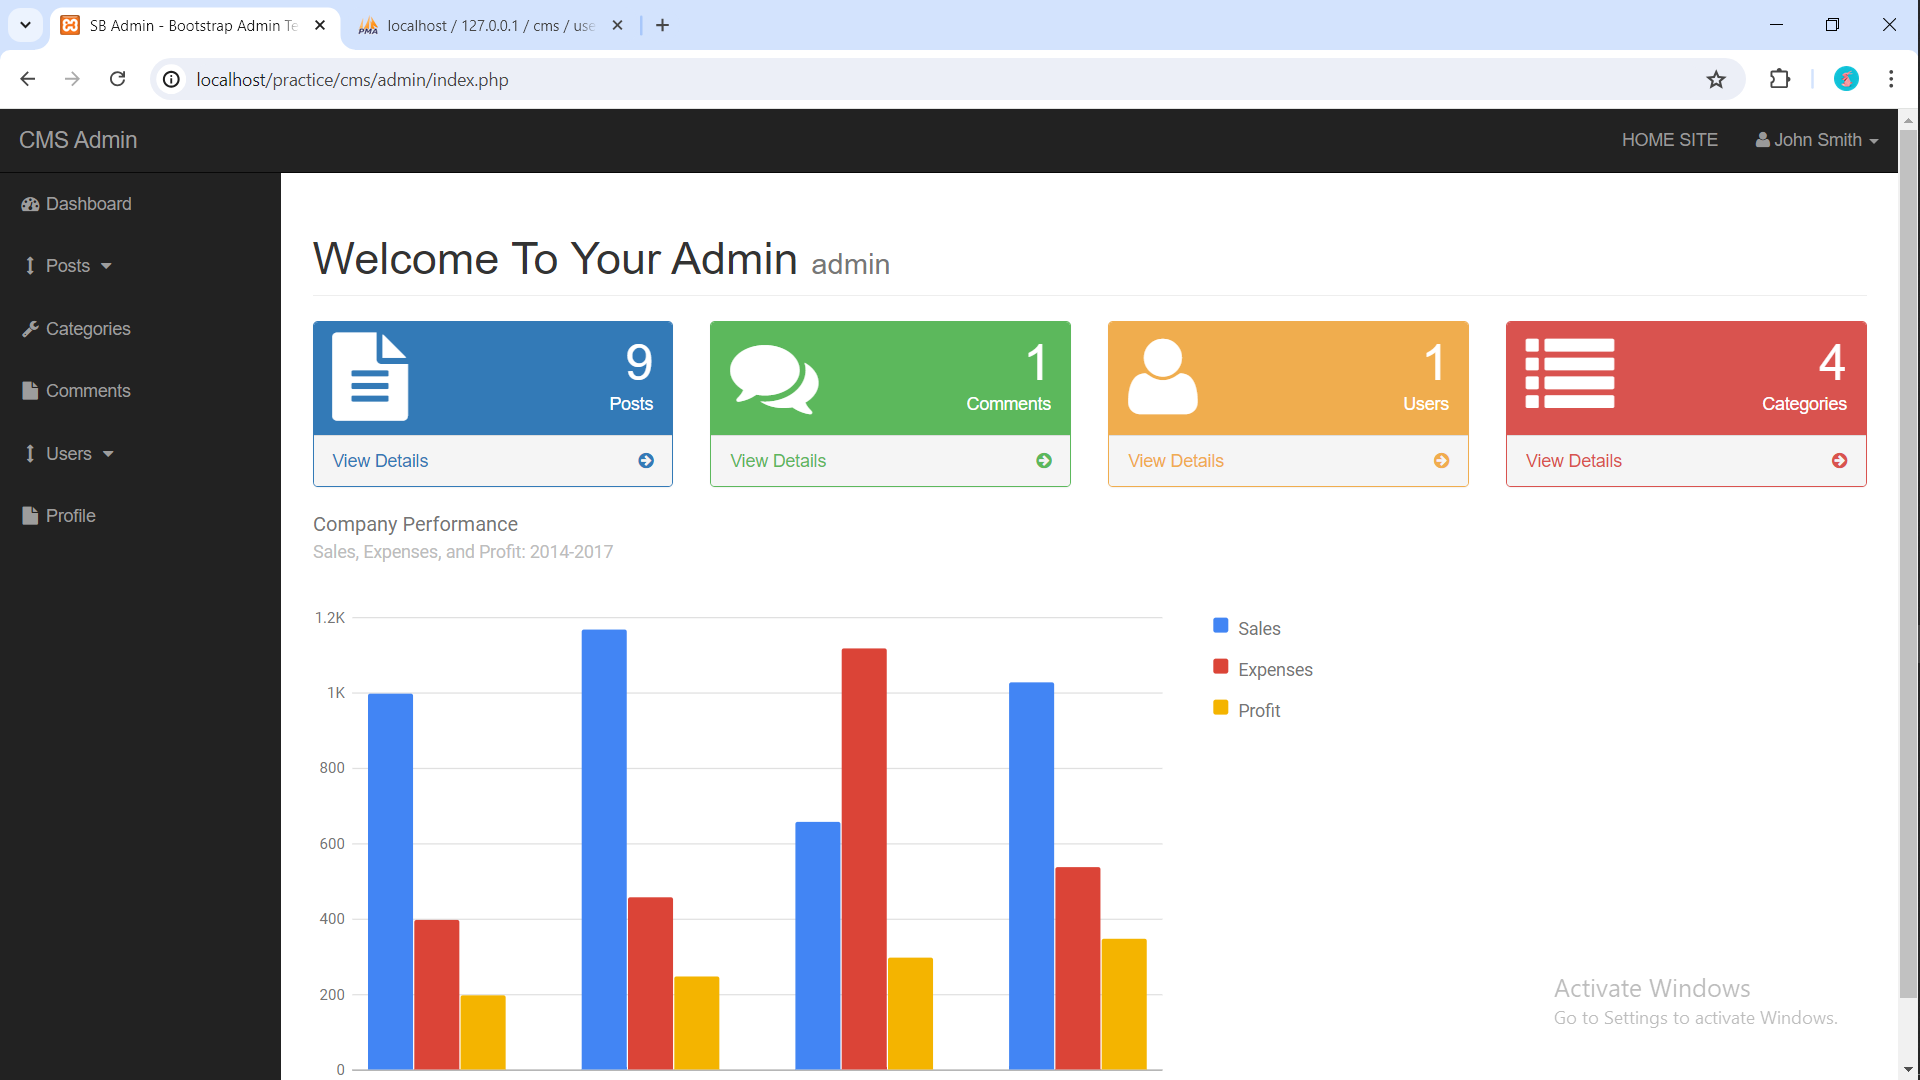 SB Admin - Bootstrap Admin Te
localhost / 127.0.0.1 / cms / use
localhost/practice/cms/admin/index.php
CMS Admin
HOME SITE
John Smith
Dashboard
Posts
Categories
Comments
Users
Profile
Welcome To Your Admin admin
9
Posts
View Details
1
Comments
View Details
1
Users
View Details
4
Categories
View Details
Company Performance
Sales, Expenses, and Profit: 2014-2017
1.2K
1K
800
600
400
200
0
Sales
Expenses
Profit
Activate Windows
Go to Settings to activate Windows.